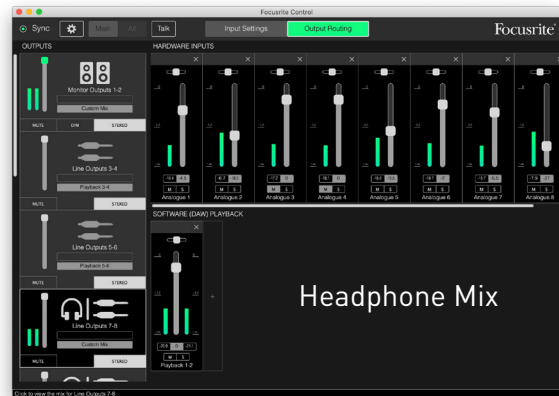 Focusrite Control
Sync
Main
Alt
Talk
Input Settings
Output Routing
Focusrite
OUTPUTS
Monitor Outputs 1-2
Custom Mix
MUTE DIM STEREO
Line Outputs 3-4
Playback 3-4
MUTE STEREO
Line Outputs 5-6
Playback 5-6
MUTE STEREO
Line Outputs 7-8
Custom Mix
MUTE STEREO
HARDWARE INPUTS
M S M S M S M S M S M S M S M S
Analogue 1 Analogue 2 Analogue 3 Analogue 4 Analogue 5 Analogue 6 Analogue 7 Analogue 8
SOFTWARE (DAW) PLAYBACK
M S
Playback 1-2
Headphone Mix
Click to view the mix for Line Outputs 7-8